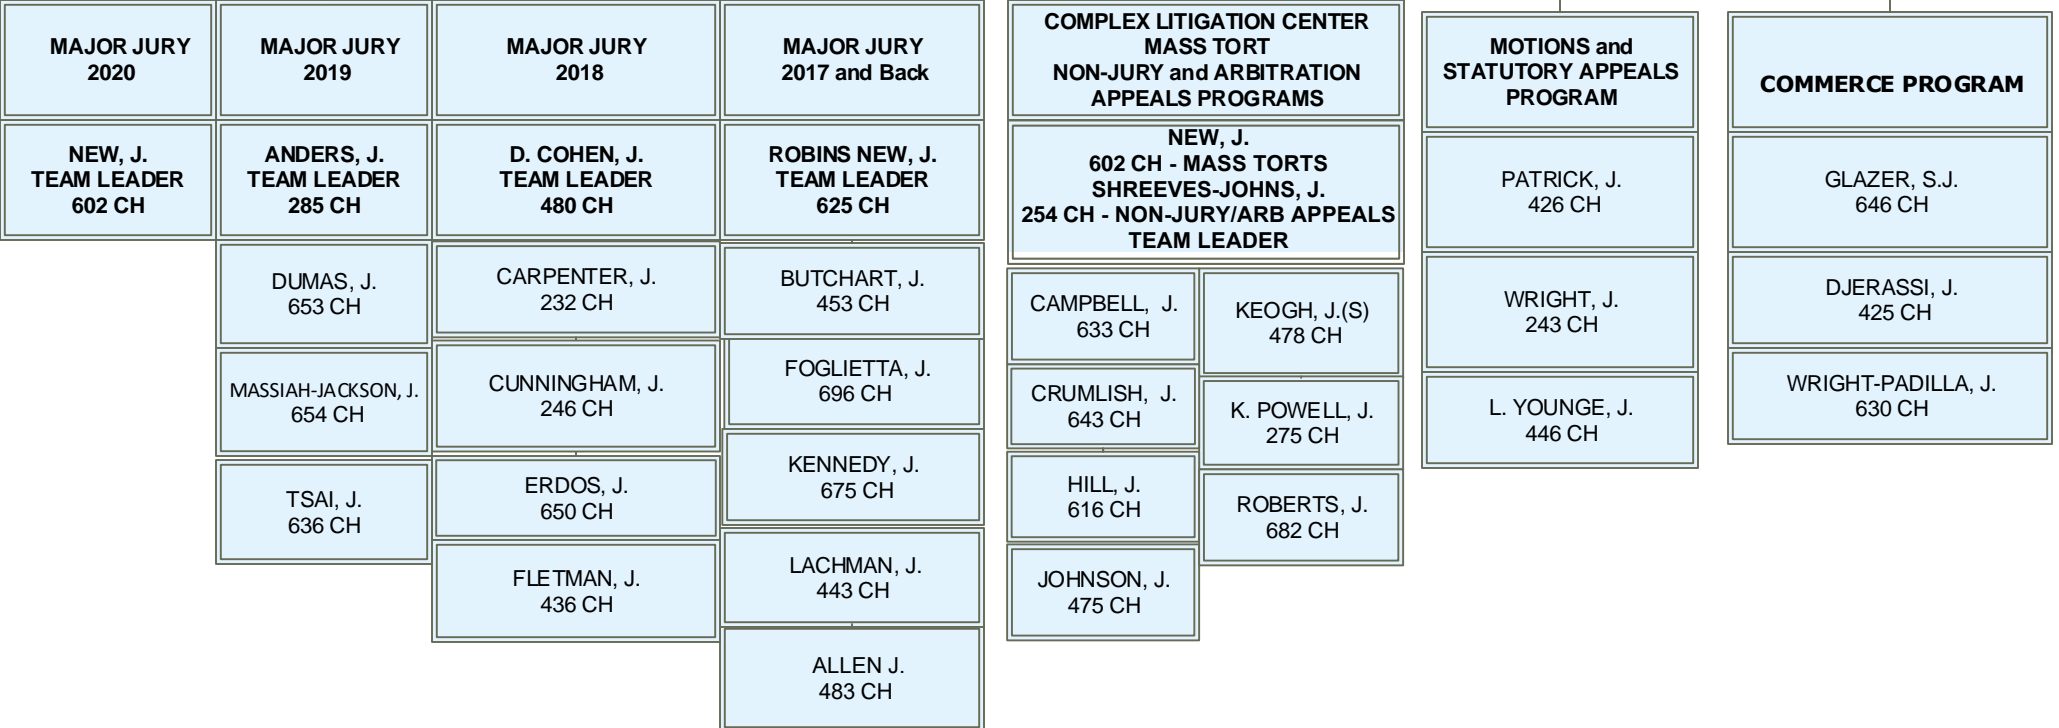 MAJOR JURY
2020
NEW, J.
TEAM LEADER
602 CH
MAJOR JURY
2019
ANDERS, J.
TEAM LEADER
285 CH
DUMAS, J.
653 CH
MASSIAH-JACKSON, J.
654 CH
TSAI, J.
636 CH
MAJOR JURY
2018
D. COHEN, J.
TEAM LEADER
480 CH
CARPENTER, J.
232 CH
CUNNINGHAM, J.
246 CH
ERDOS, J.
650 CH
FLETMAN, J.
436 CH
MAJOR JURY
2017 and Back
ROBINS NEW, J.
TEAM LEADER
625 CH
BUTCHART, J.
453 CH
FOGLIETTA, J.
696 CH
KENNEDY, J.
675 CH
LACHMAN, J.
443 CH
ALLEN J.
483 CH
COMPLEX LITIGATION CENTER
MASS TORT
NON-JURY and ARBITRATION
APPEALS PROGRAMS
NEW, J.
602 CH - MASS TORTS
SHREEVES-JOHNS, J.
254 CH - NON-JURY/ARB APPEALS
TEAM LEADER
CAMPBELL, J.
633 CH
CRUMLISH, J.
643 CH
HILL, J.
616 CH
JOHNSON, J.
475 CH
KEOGH, J.(S)
478 CH
K. POWELL, J.
275 CH
ROBERTS, J.
682 CH
MOTIONS and
STATUTORY APPEALS
PROGRAM
PATRICK, J.
426 CH
WRIGHT, J.
243 CH
L. YOUNGE, J.
446 CH
COMMERCE PROGRAM
GLAZER, S.J.
646 CH
DJERASSI, J.
425 CH
WRIGHT-PADILLA, J.
630 CH